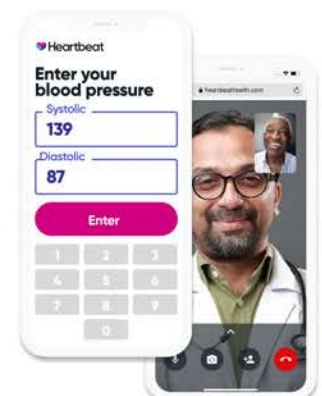 Heartbeat
Enter your
blood pressure
Systolic
139
Diastolic
87
Enter
1 2 3
4 5 6
7 8 9
0
heartbeathealth.com